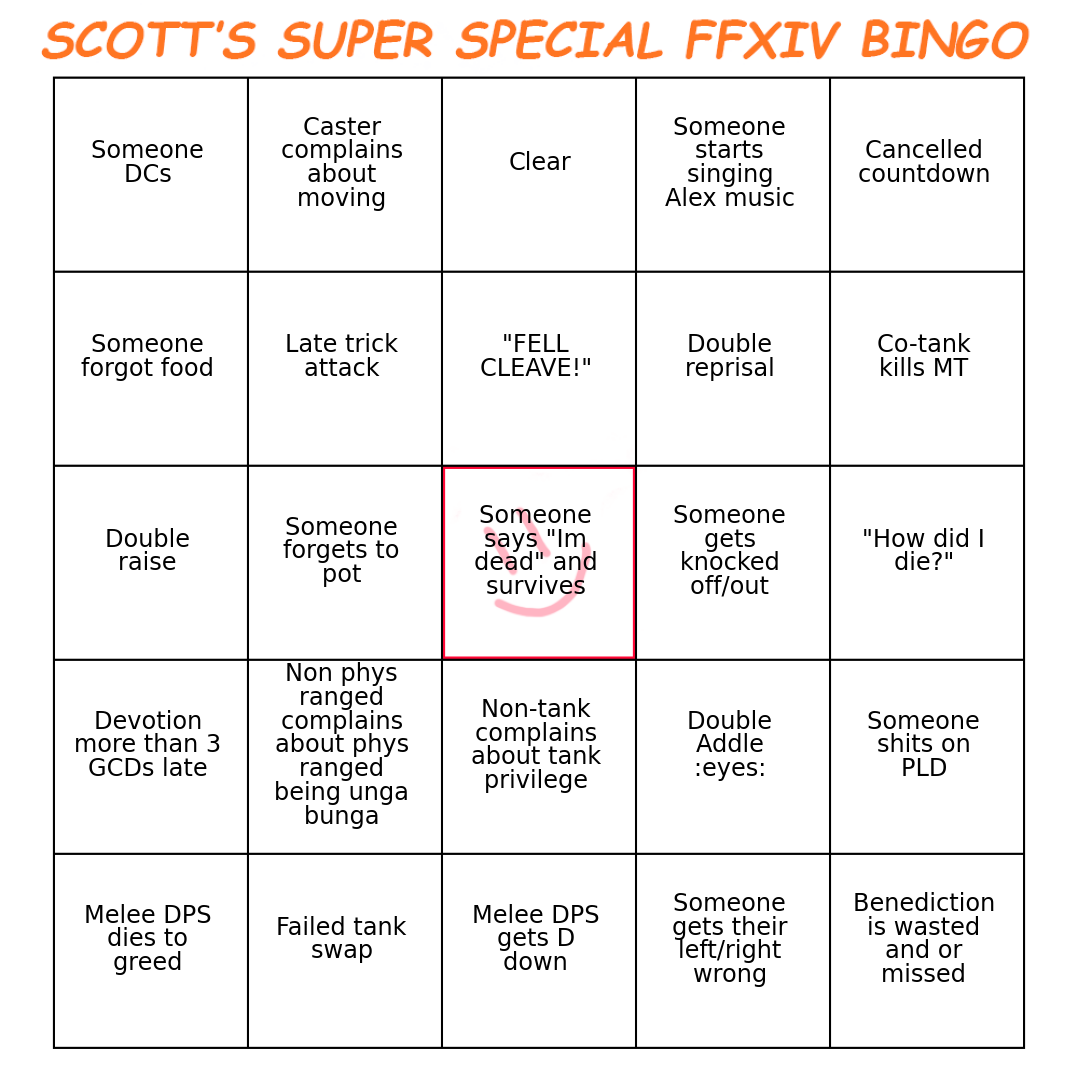 SCOTT'S SUPER SPECIAL FFXIV BINGO
Someone
DCs
Caster
complains
about
moving
Clear
Someone
starts
singing
Alex music
Cancelled
countdown
Someone
forgot food
Late trick
attack
"FELL
CLEAVE!"
Double
reprisal
Co-tank
kills MT
Double
raise
Someone
forgets to
pot
Someone
says "Im
dead" and
survives
Someone
gets
knocked
off/out
"How did I
die?"
Devotion
more than 3
GCDs late
Non phys
ranged
complains
about phys
ranged
being unga
bunga
Non-tank
complains
about tank
privilege
Double
Addle
:eyes:
Someone
shits on
PLD
Melee DPS
dies to
greed
Failed tank
swap
Melee DPS
gets D
down
Someone
gets their
left/right
wrong
Benediction
is wasted
and or
missed